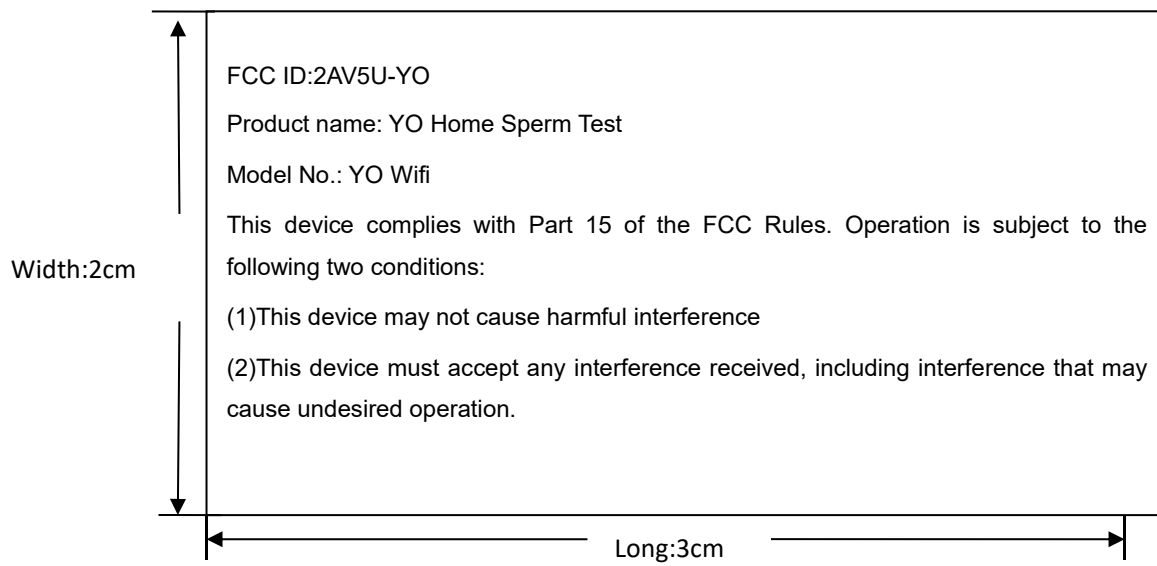 FCC ID:2AV5U-YO
Product name: YO Home Sperm Test
Model No.: YO Wifi
This device complies with Part 15 of the FCC Rules. Operation is subject to the
following two conditions:
Width:2cm
(1)This device may not cause harmful interference
(2)This device must accept any interference received, including interference that may
cause undesired operation.
Long:3cm